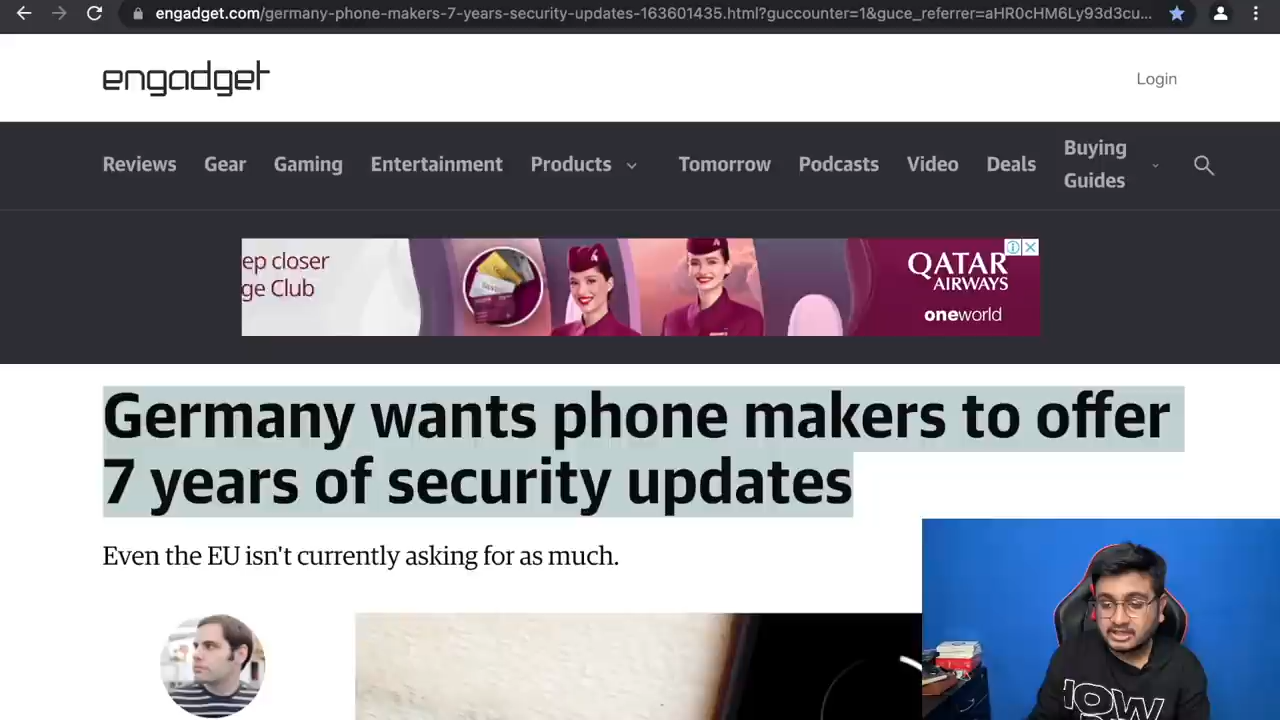 engadget.com/germany-phone-makers-7-years-security-updates-163601435.html?guccounter=1&guce_referrer=aHR0cHM6Ly93d3cu...
engadget
Login
Reviews Gear Gaming Entertainment Products Tomorrow Podcasts Video Deals Buying Guides
ep closer
ge Club
QATAR
AIRWAYS
oneworld
Germany wants phone makers to offer
7 years of security updates
Even the EU isn't currently asking for as much.